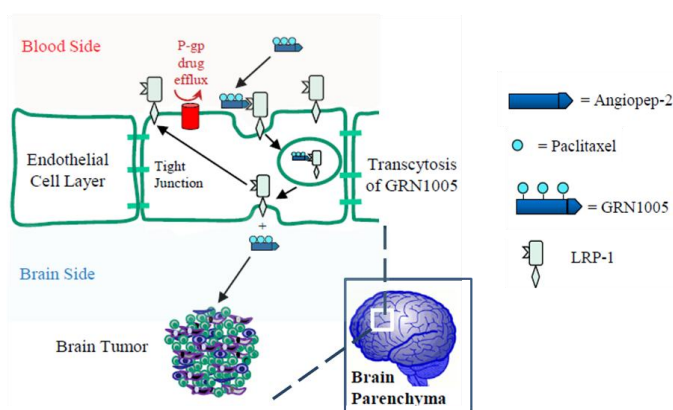 Blood Side
P-gp
drug
efflux
Endothelial
Cell Layer
Tight
Junction
Transcytosis
of GRN1005
+
Brain Side
Brain Tumor
Brain
Parenchyma
= Angiopep-2
= Paclitaxel
= GRN1005
LRP-1